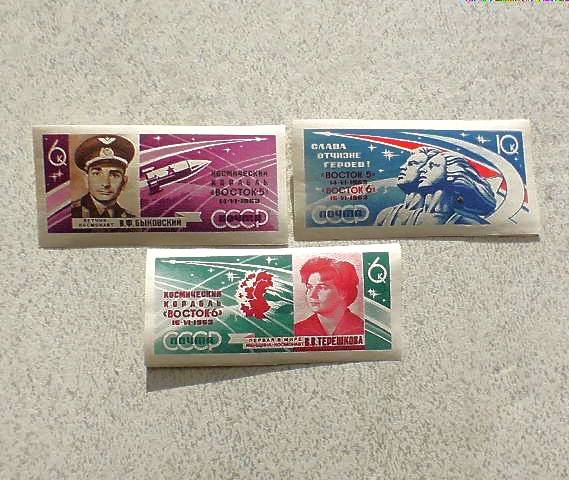 6к
КОСМИЧЕСКИЙ
КОРАБЛЬ
«ВОСТОК-5»
14-VI-1963
СССР ПОЧТА
ЛЕТЧИК-
КОСМОНАВТ В.Ф.БЫКОВСКИЙ
10к
СЛАВА
ОТЧИЗНЕ
ГЕРОЕВ!
«ВОСТОК-5»
14-VI-1963
«ВОСТОК 6»
16-VI-1963
СССР ПОЧТА
6к
КОСМИЧЕСКИЙ
КОРАБЛЬ
«ВОСТОК-6»
16-VI-1963
СССР ПОЧТА
ПЕРВАЯ В МИРЕ
ЖЕНЩИНА-КОСМОНАВТ В.В.ТЕРЕШКОВА